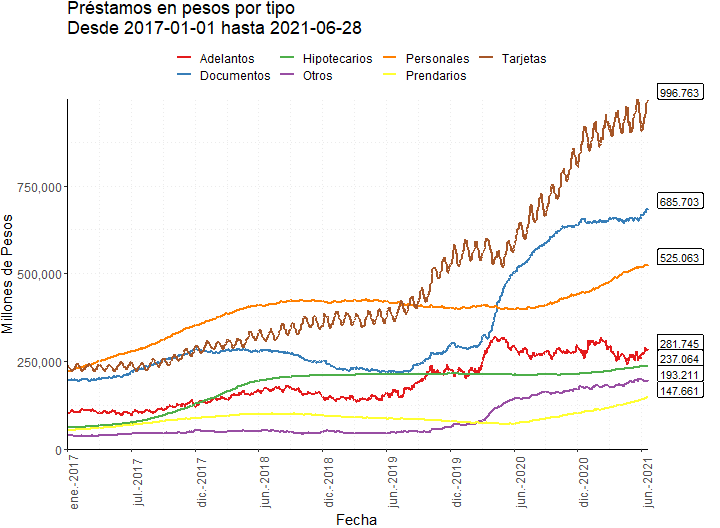 Préstamos en pesos por tipo
Desde 2017-01-01 hasta 2021-06-28
Adelantos Hipotecarios Personales Tarjetas
Documentos Otros Prendarios
996.763
750,000
685.703
525.063
500,000
281.745
250,000
237.064
193.211
147.661
0
Millones de Pesos
ene.-2017 jul.-2017 dic.-2017 jun.-2018 dic.-2018 jun.-2019 dic.-2019 jun.-2020 dic.-2020 jun.-2021
Fecha